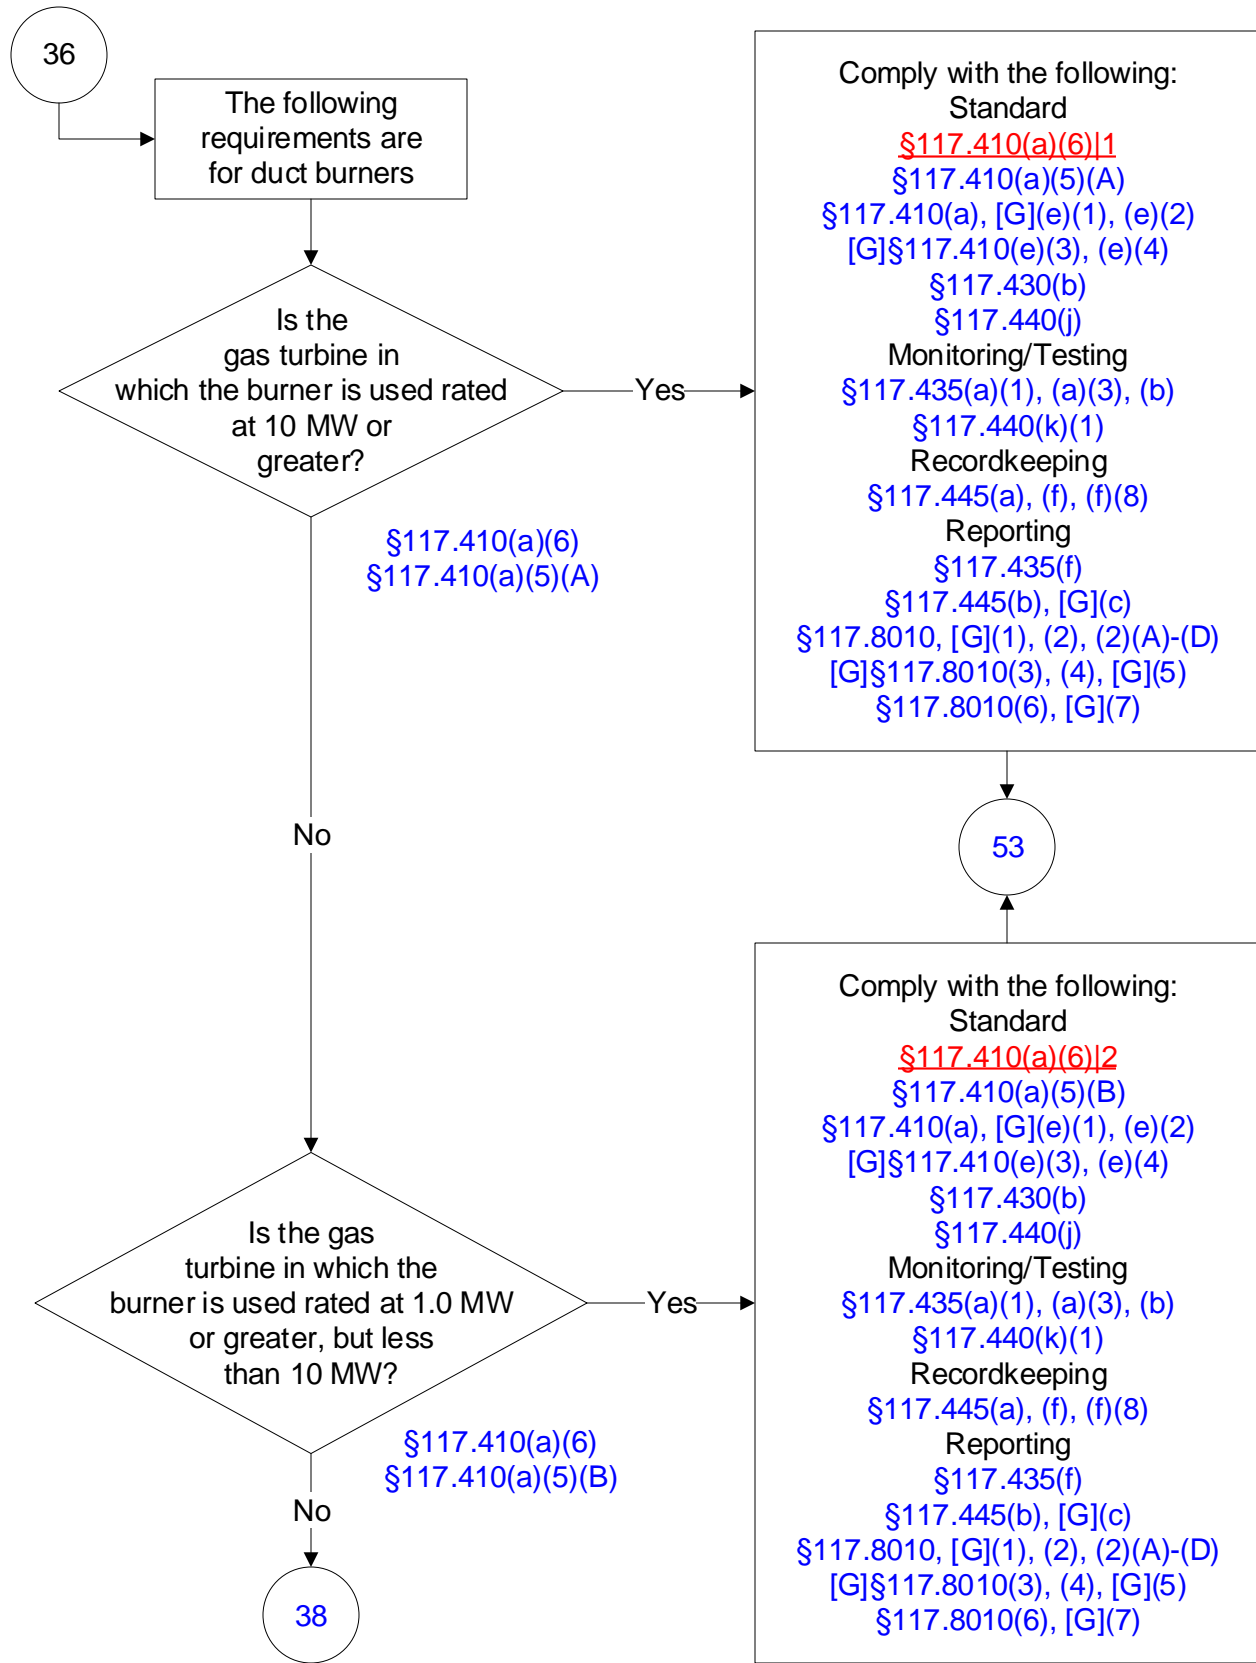 36
The following
requirements are
for duct burners
Is the
gas turbine in
which the burner is used rated
at 10 MW or
greater?
Yes
§117.410(a)(6)
§117.410(a)(5)(A)
Comply with the following:
Standard
§117.410(a)(6)|1
§117.410(a)(5)(A)
§117.410(a), [G](e)(1), (e)(2)
[G]§117.410(e)(3), (e)(4)
§117.430(b)
§117.440(j)
Monitoring/Testing
§117.435(a)(1), (a)(3), (b)
§117.440(k)(1)
Recordkeeping
§117.445(a), (f), (f)(8)
Reporting
§117.435(f)
§117.445(b), [G](c)
§117.8010, [G](1), (2), (2)(A)-(D)
[G]§117.8010(3), (4), [G](5)
§117.8010(6), [G](7)
No
53
Is the gas
turbine in which the
burner is used rated at 1.0 MW
or greater, but less
than 10 MW?
Yes
§117.410(a)(6)
§117.410(a)(5)(B)
Comply with the following:
Standard
§117.410(a)(6)|2
§117.410(a)(5)(B)
§117.410(a), [G](e)(1), (e)(2)
[G]§117.410(e)(3), (e)(4)
§117.430(b)
§117.440(j)
Monitoring/Testing
§117.435(a)(1), (a)(3), (b)
§117.440(k)(1)
Recordkeeping
§117.445(a), (f), (f)(8)
Reporting
§117.435(f)
§117.445(b), [G](c)
§117.8010, [G](1), (2), (2)(A)-(D)
[G]§117.8010(3), (4), [G](5)
§117.8010(6), [G](7)
No
38